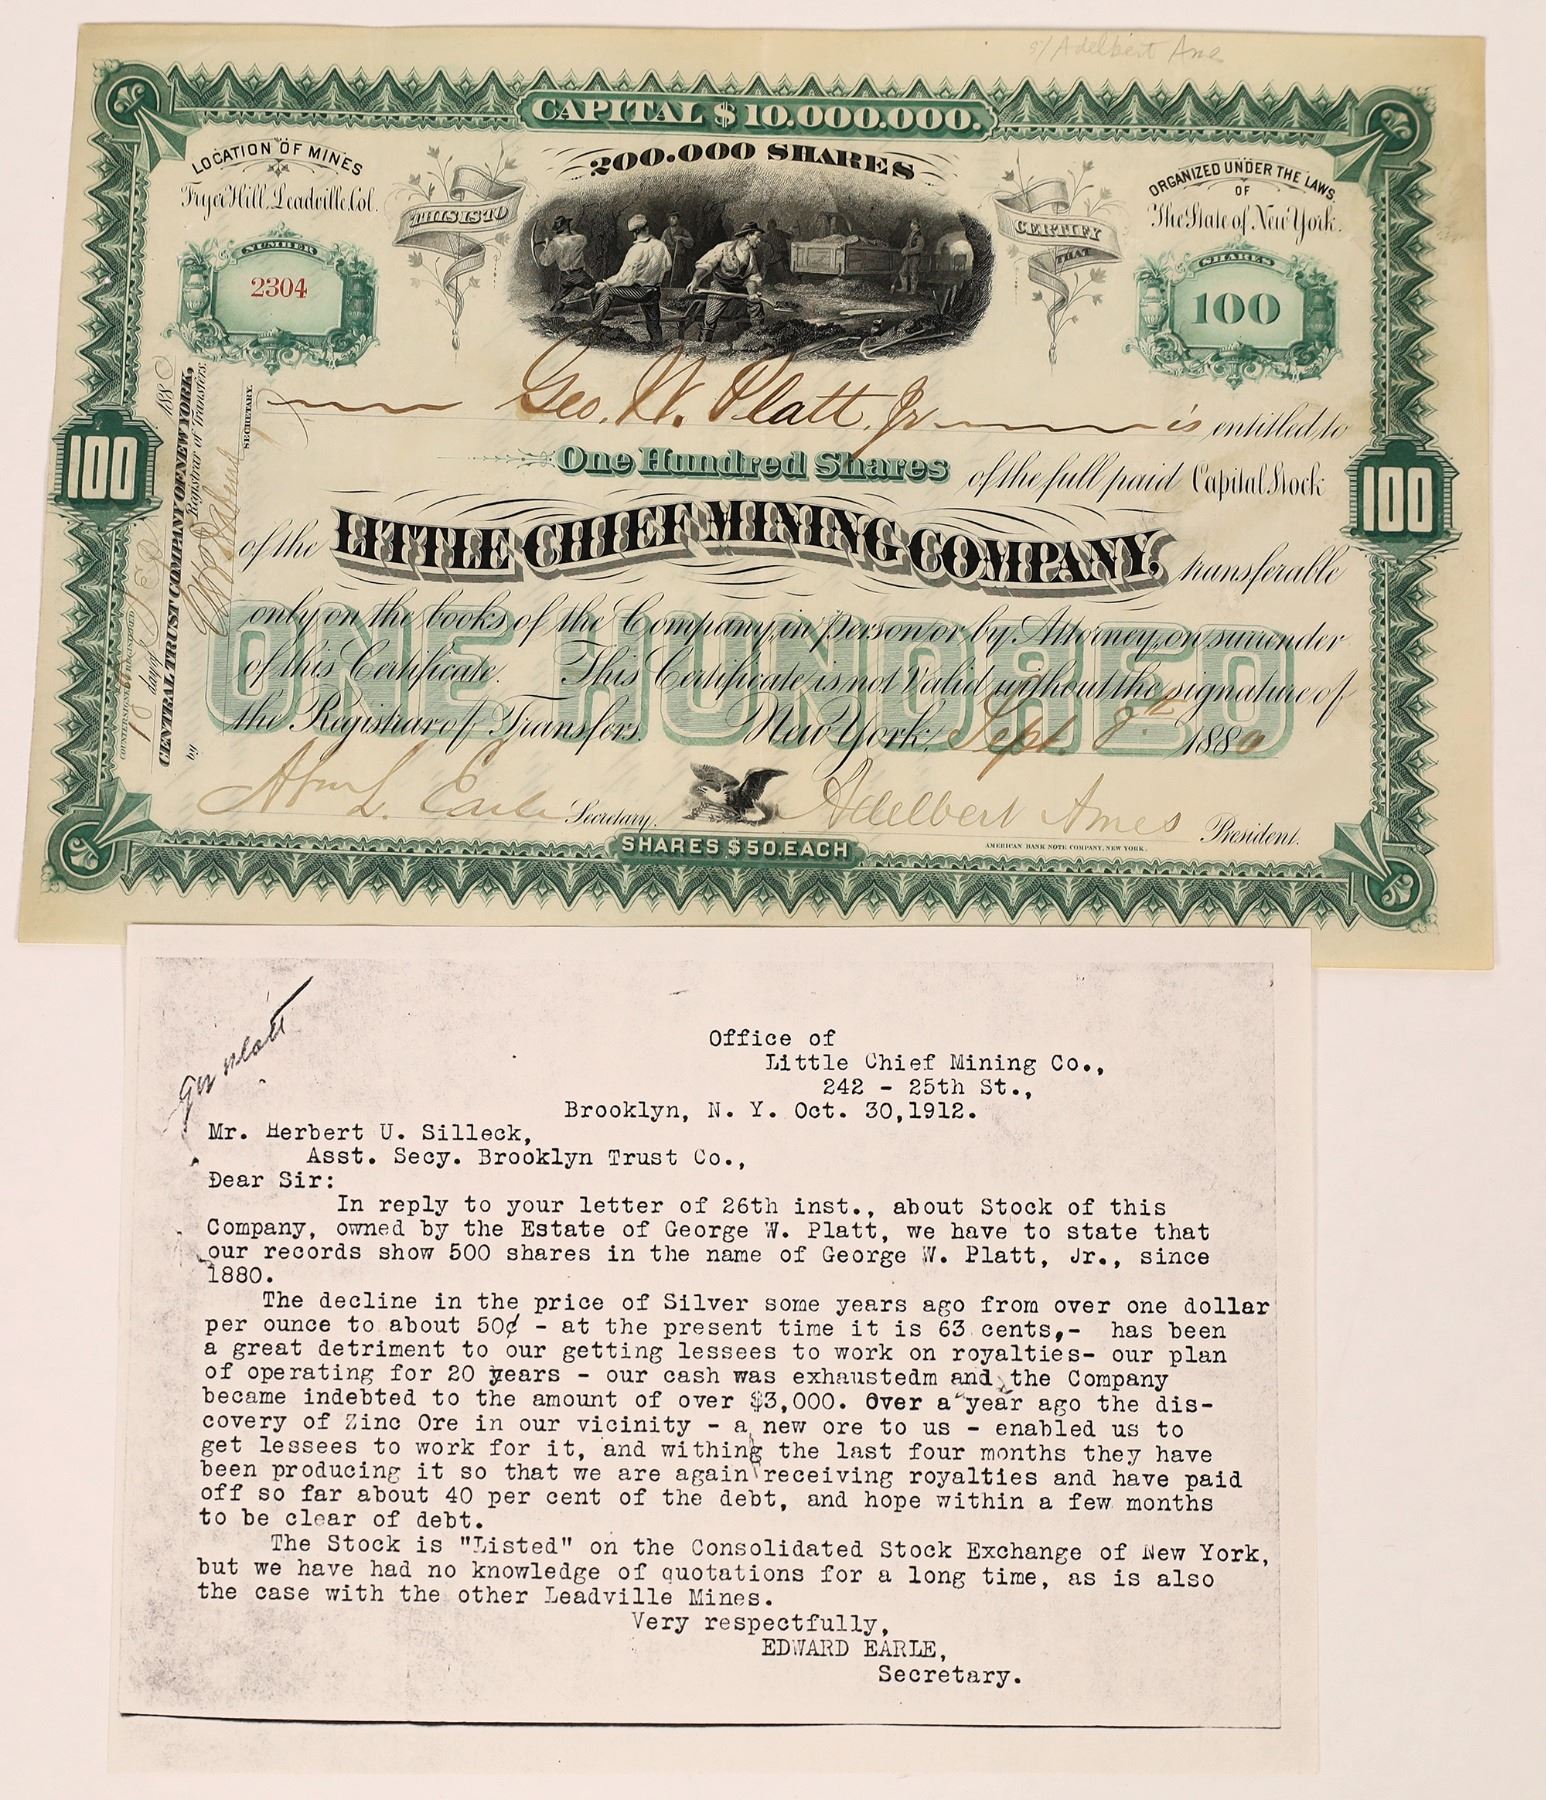 s/ Adelbert Ame
CAPITAL $10.000.000.
200.000 SHARES
LOCATION OF MINES
Fryer Hill, Leadville, Col.
THIS IS TO
CERTIFY
THAT
ORGANIZED UNDER THE LAWS
OF
The State of New York.
NUMBER
2304
SHARES
100
Geo. W. Platt, Jr. is entitled to
One Hundred Shares of the full paid Capital Stock
100
100
of the LITTLE CHIEF MINING COMPANY, transferable
ONE HUNDRED
only on the books of the Company, in person or by Attorney, on surrender
of this Certificate. This Certificate is not Valid without the signature of
the Registrar of Transfers. New York, Sept. 8th 1880
COUNTERSIGNED & REGISTERED
day of 1880
CENTRAL TRUST COMPANY OF NEW YORK,
Registrar of Transfers.
by
SECRETARY.
L. Earle Secretary. Adelbert Ames President.
SHARES $50. EACH
AMERICAN BANK NOTE COMPANY, NEW YORK.
Platt
Office of
Little Chief Mining Co.,
242 - 25th St.,
Brooklyn, N. Y. Oct. 30,1912.
Mr. Herbert U. Silleck,
Asst. Secy. Brooklyn Trust Co.,
Dear Sir:
In reply to your letter of 26th inst., about Stock of this
Company, owned by the Estate of George W. Platt, we have to state that
our records show 500 shares in the name of George W. Platt, Jr., since
1880.
The decline in the price of Silver some years ago from over one dollar
per ounce to about 50¢ - at the present time it is 63 cents,- has been
a great detriment to our getting lessees to work on royalties- our plan
of operating for 20 years - our cash was exhaustedm and the Company
became indebted to the amount of over $3,000. Over a year ago the dis-
covery of Zinc Ore in our vicinity - a new ore to us - enabled us to
get lessees to work for it, and withing the last four months they have
been producing it so that we are again receiving royalties and have paid
off so far about 40 per cent of the debt, and hope within a few months
to be clear of debt.
The Stock is "Listed" on the Consolidated Stock Exchange of New York,
but we have had no knowledge of quotations for a long time, as is also
the case with the other Leadville Mines.
Very respectfully,
EDWARD EARLE,
Secretary.